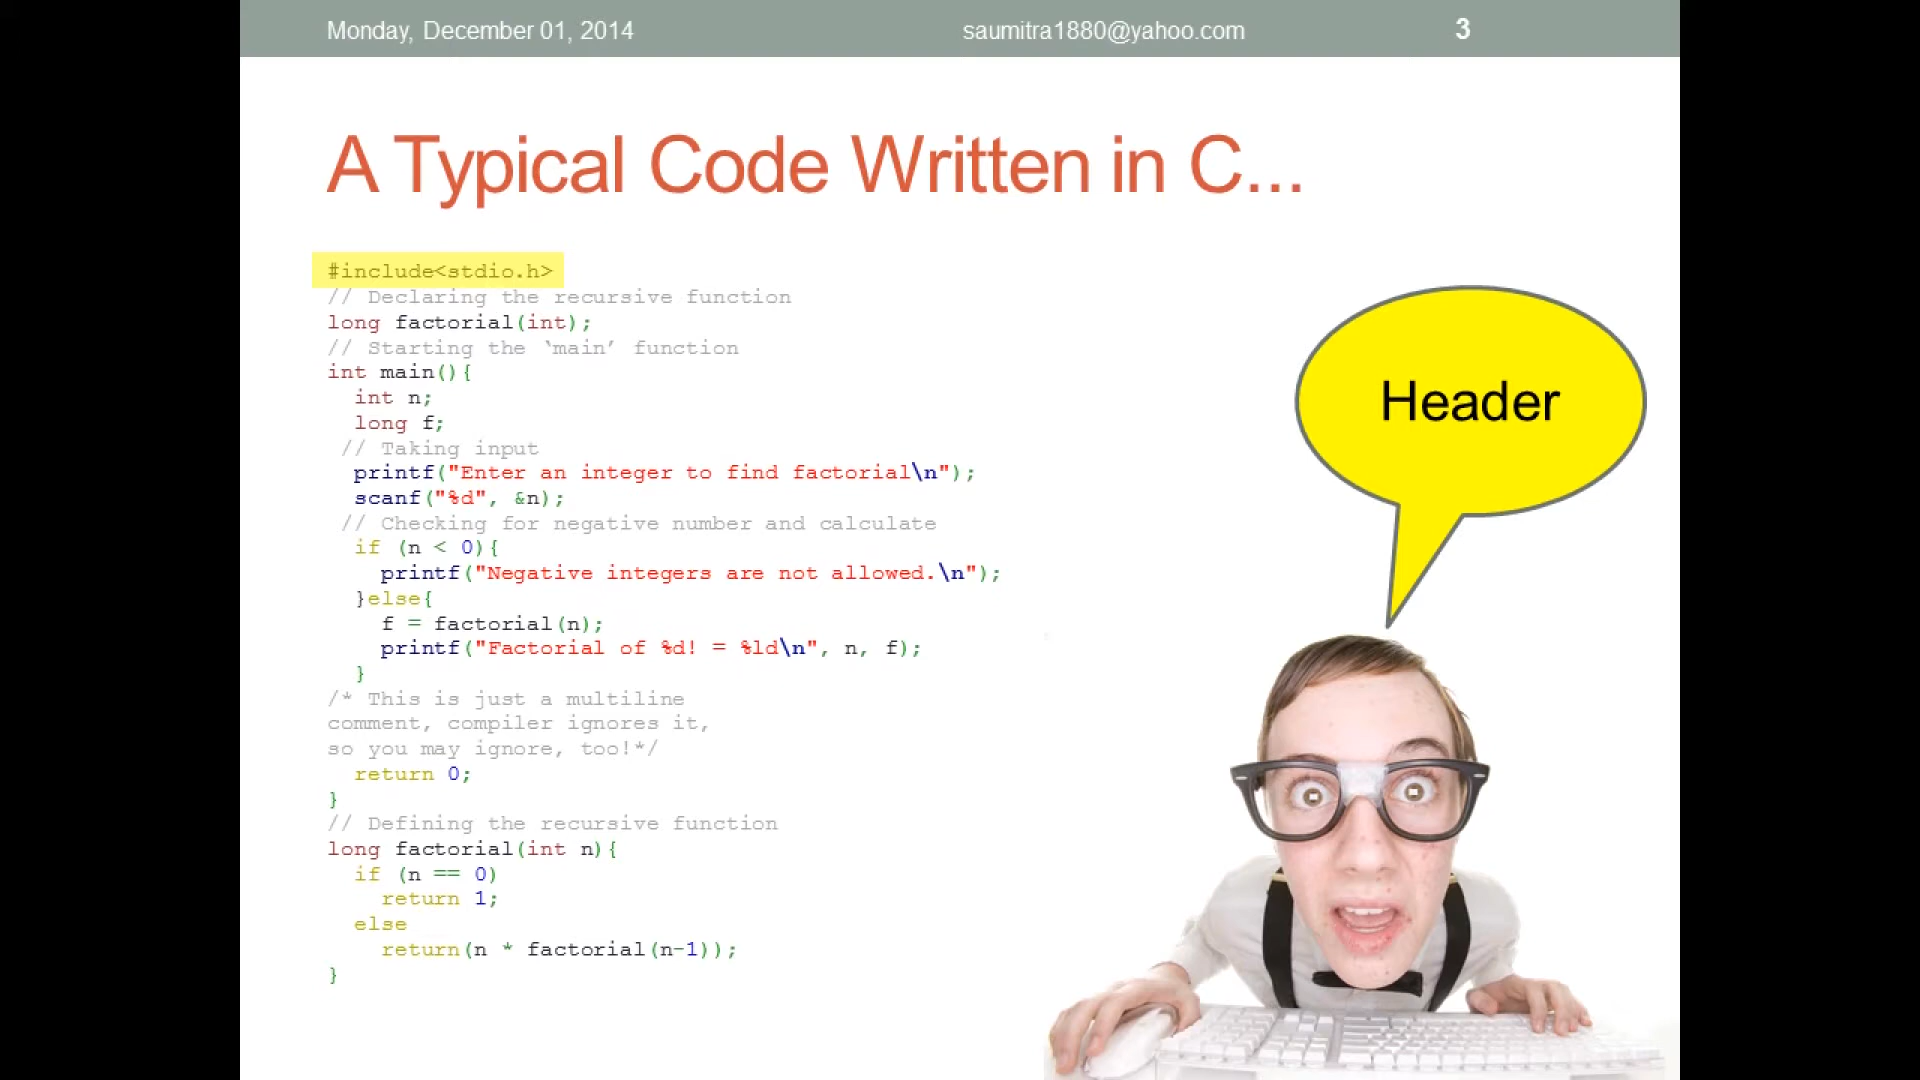 Monday, December 01, 2014 saumitra1880@yahoo.com 3
A Typical Code Written in C...
#include<stdio.h>
// Declaring the recursive function
long factorial(int);
// Starting the ‘main’ function
int main(){
int n;
long f;
// Taking input
printf("Enter an integer to find factorial\n");
scanf("%d", &n);
// Checking for negative number and calculate
if (n < 0){
printf("Negative integers are not allowed.\n");
}else{
f = factorial(n);
printf("Factorial of %d! = %ld\n", n, f);
}
/* This is just a multiline
comment, compiler ignores it,
so you may ignore, too!*/
return 0;
}
// Defining the recursive function
long factorial(int n){
if (n == 0)
return 1;
else
return(n * factorial(n-1));
}
Header